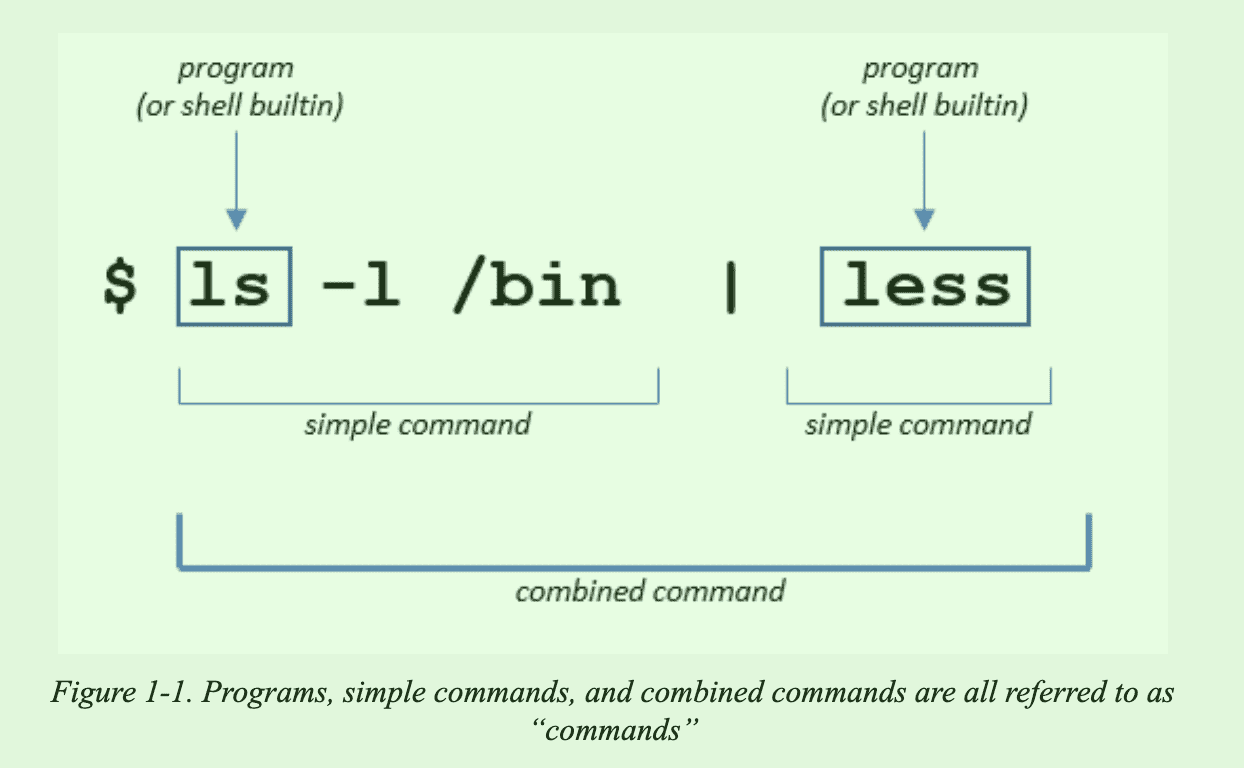 program program
(or shell builtin) (or shell builtin)
$ ls -l /bin | less
simple command simple command
combined command
Figure 1-1. Programs, simple commands, and combined commands are all referred to as
“commands”